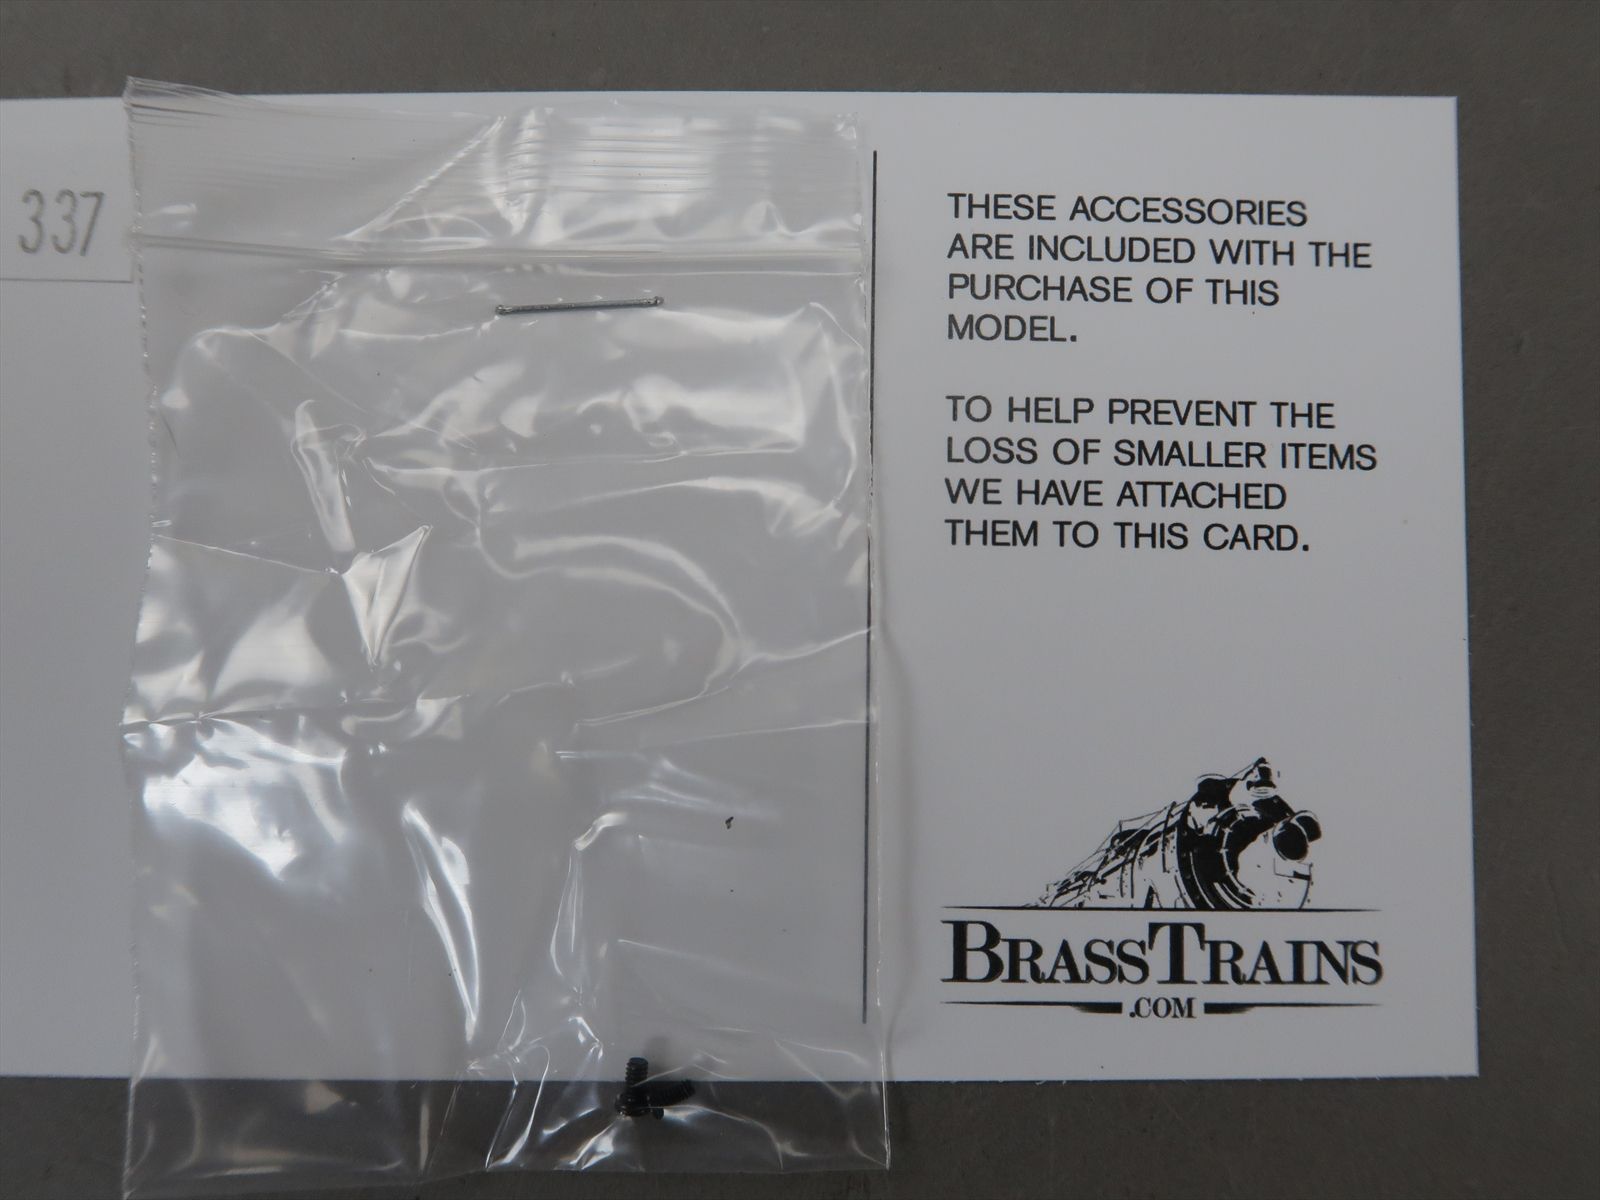 337
THESE ACCESSORIES
ARE INCLUDED WITH THE
PURCHASE OF THIS
MODEL.
TO HELP PREVENT THE
LOSS OF SMALLER ITEMS
WE HAVE ATTACHED
THEM TO THIS CARD.
BRASSTRAINS
.COM